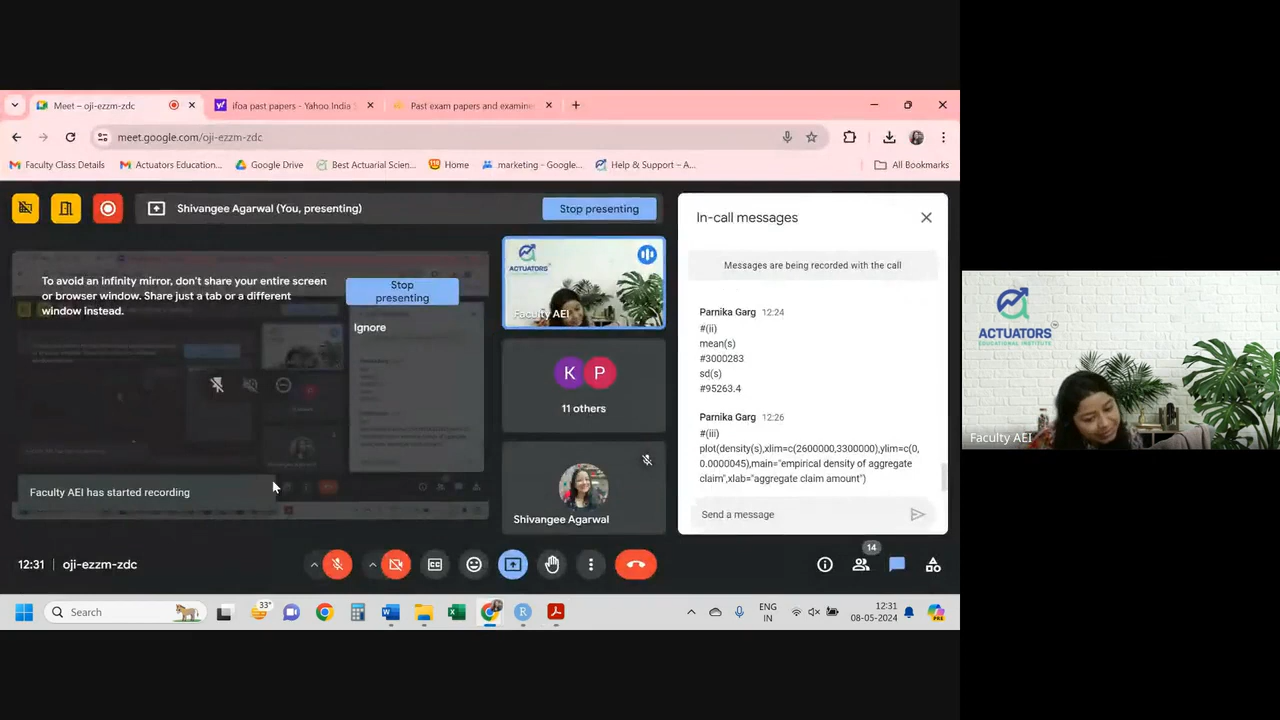 Meet – oji-ezzm-zdc
ifoa past papers - Yahoo India
Past exam papers and examine
meet.google.com/oji-ezzm-zdc
Faculty Class Details
Actuators Education...
Google Drive
Best Actuarial Scien...
Home
marketing - Google...
Help & Support – A...
All Bookmarks
Shivangee Agarwal (You, presenting)
Stop presenting
To avoid an infinity mirror, don't share your entire screen
or browser window. Share just a tab or a different
window instead.
Stop
presenting
Ignore
Faculty AEI has started recording
ACTUATORS
Faculty AEI
K
P
11 others
Shivangee Agarwal
In-call messages
Messages are being recorded with the call
Parnika Garg 12:24
#(ii)
mean(s)
#3000283
sd(s)
#95263.4
Parnika Garg 12:26
#(iii)
plot(density(s),xlim=c(2600000,3300000),ylim=c(0,
0.0000045),main="empirical density of aggregate
claim",xlab="aggregate claim amount")
Send a message
12:31
oji-ezzm-zdc
14
Search
33°
ENG
IN
12:31
08-05-2024
ACTUATORS
EDUCATIONAL INSTITUTE
Faculty AEI